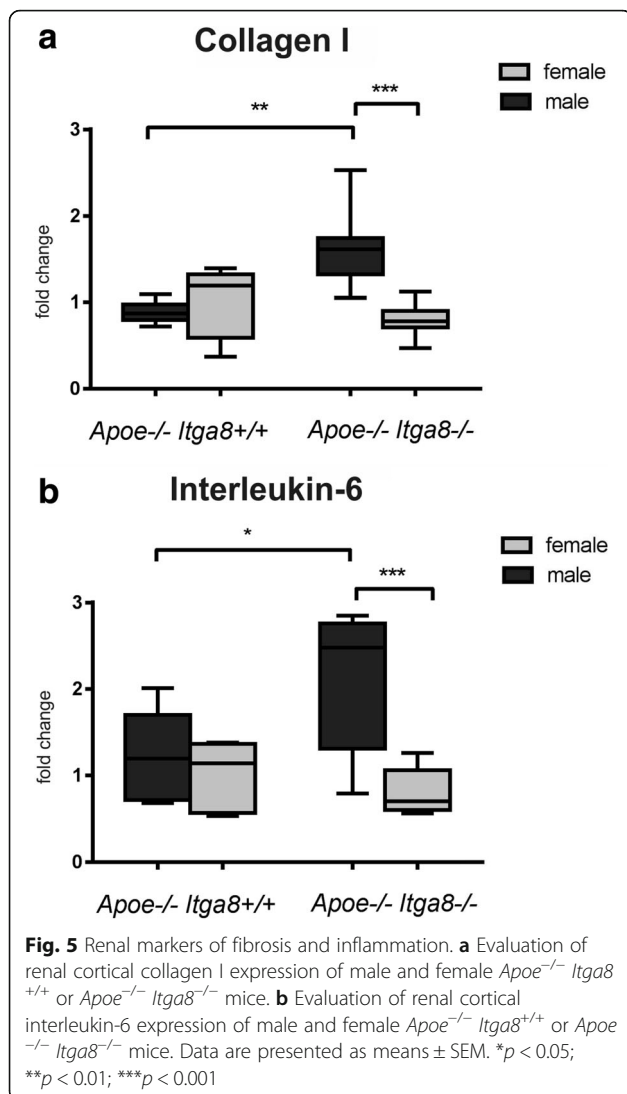 a
Collagen I
female
male
***
**
3
2
1
0
fold change
Apoe-/- Itga8+/+
Apoe-/- Itga8-/-
b
Interleukin-6
female
male
*
***
3
2
1
0
fold change
Apoe-/- Itga8+/+
Apoe-/- Itga8-/-
Fig. 5 Renal markers of fibrosis and inflammation. a Evaluation of
renal cortical collagen I expression of male and female Apoe−/− Itga8
+/+ or Apoe−/− Itga8−/− mice. b Evaluation of renal cortical
interleukin-6 expression of male and female Apoe−/− Itga8+/+ or Apoe
−/− Itga8−/− mice. Data are presented as means ± SEM. *p < 0.05;
**p < 0.01; ***p < 0.001